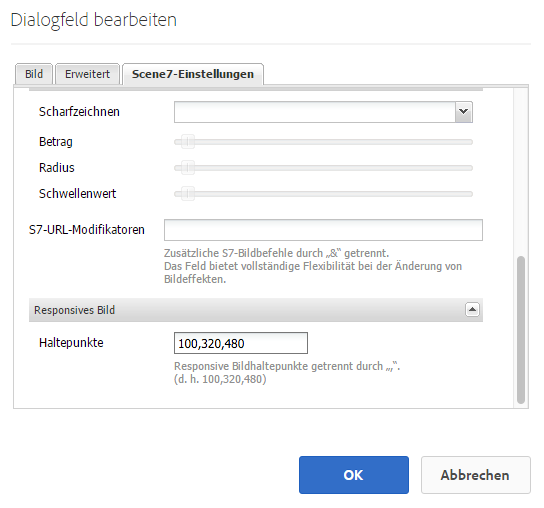 Dialogfeld bearbeiten
Bild Erweitert Scene7-Einstellungen
Scharfzeichnen
Betrag
Radius
Schwellenwert
S7-URL-Modifikatoren
Zusätzliche S7-Bildbefehle durch „&“ getrennt.
Das Feld bietet vollständige Flexibilität bei der Änderung von
Bildeffekten.
Responsives Bild
Haltepunkte 100,320,480
Responsive Bildhaltepunkte getrennt durch „,“.
(d. h. 100,320,480)
OK Abbrechen